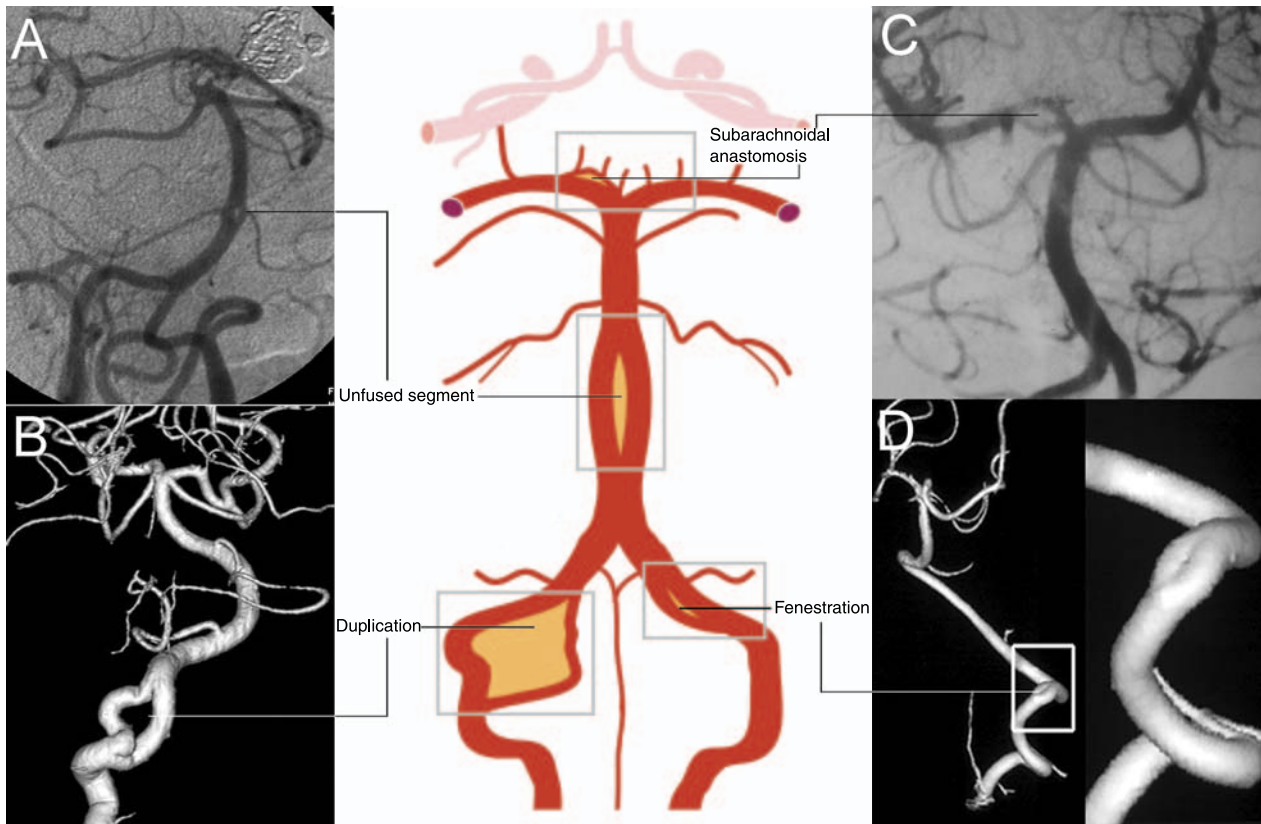 A
C
Subarachnoidal
anastomosis
Unfused segment
B
D
Duplication
Fenestration